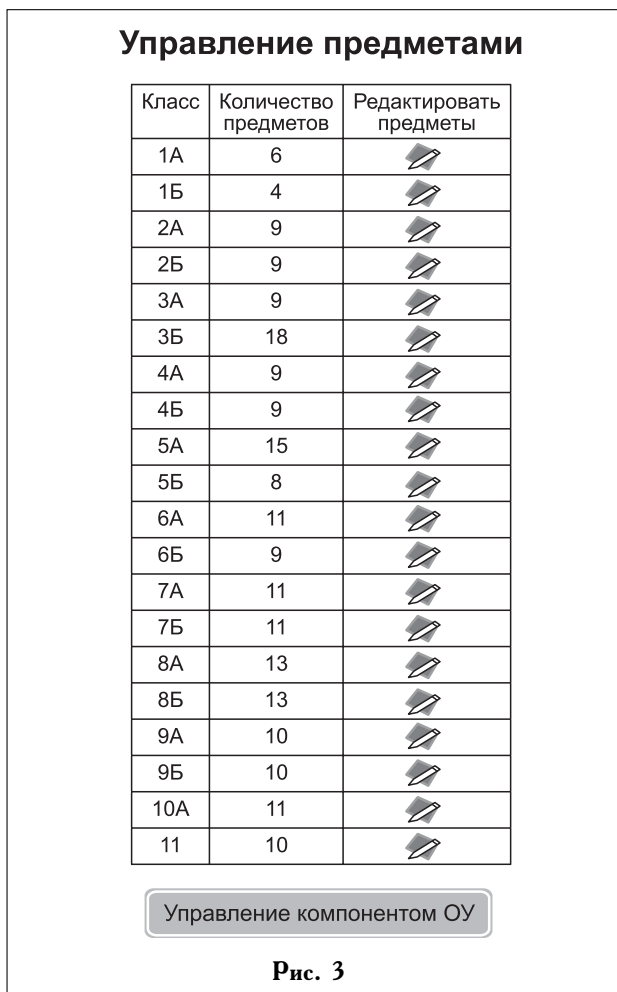 Управление предметами
Класс Количество предметов Редактировать предметы
1А 6
1Б 4
2А 9
2Б 9
3А 9
3Б 18
4А 9
4Б 9
5А 15
5Б 8
6А 11
6Б 9
7А 11
7Б 11
8А 13
8Б 13
9А 10
9Б 10
10А 11
11 10
Управление компонентом ОУ
Рис. 3